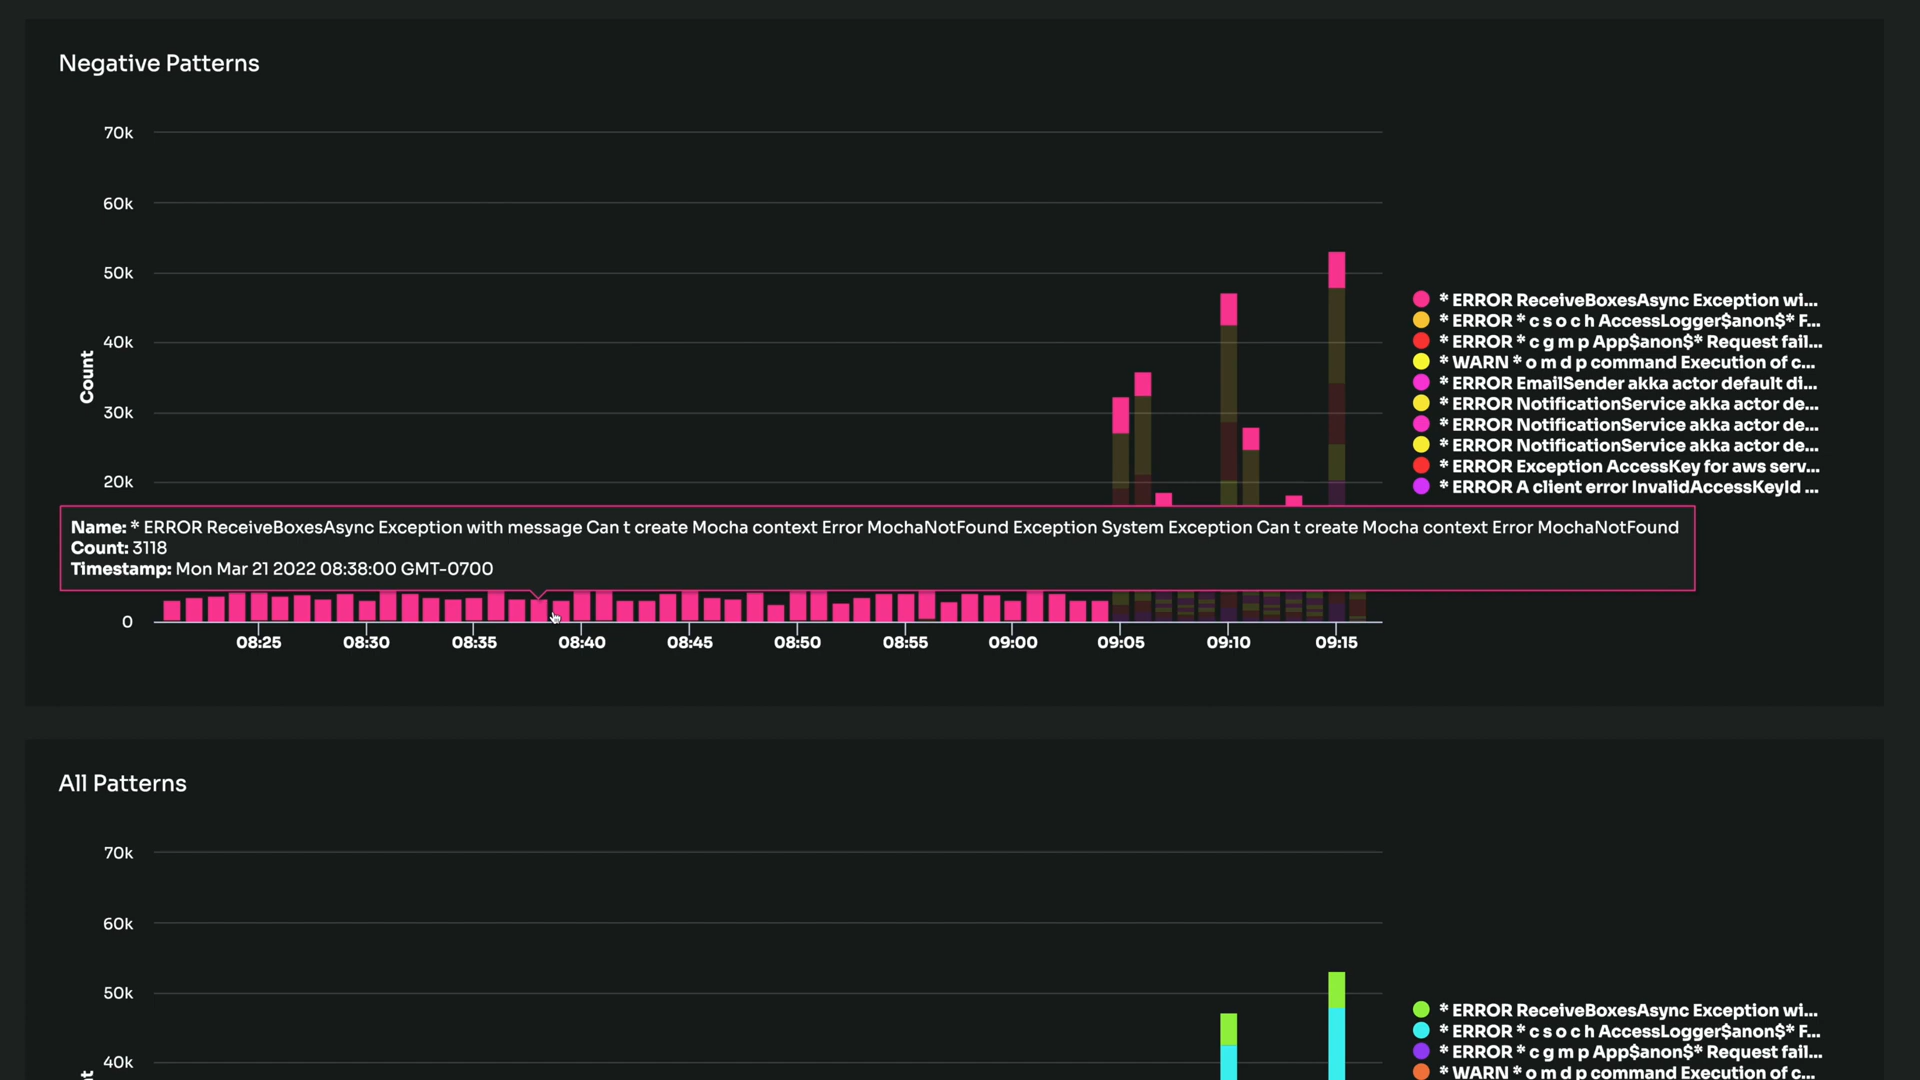 Negative Patterns
70k
60k
50k
40k
30k
20k
0
Count
08:25 08:30 08:35 08:40 08:45 08:50 08:55 09:00 09:05 09:10 09:15
* ERROR ReceiveBoxesAsync Exception wi...
* ERROR * c s o c h AccessLogger$anon$* F...
* ERROR * c g m p App$anon$* Request fail...
* WARN * o m d p command Execution of c...
* ERROR EmailSender akka actor default di...
* ERROR NotificationService akka actor de...
* ERROR NotificationService akka actor de...
* ERROR NotificationService akka actor de...
* ERROR Exception AccessKey for aws serv...
* ERROR A client error InvalidAccessKeyId ...
Name: * ERROR ReceiveBoxesAsync Exception with message Can t create Mocha context Error MochaNotFound Exception System Exception Can t create Mocha context Error MochaNotFound
Count: 3118
Timestamp: Mon Mar 21 2022 08:38:00 GMT-0700
All Patterns
70k
60k
50k
40k
* ERROR ReceiveBoxesAsync Exception wi...
* ERROR * c s o c h AccessLogger$anon$* F...
* ERROR * c g m p App$anon$* Request fail...
* WARN * o m d p command Execution of c...